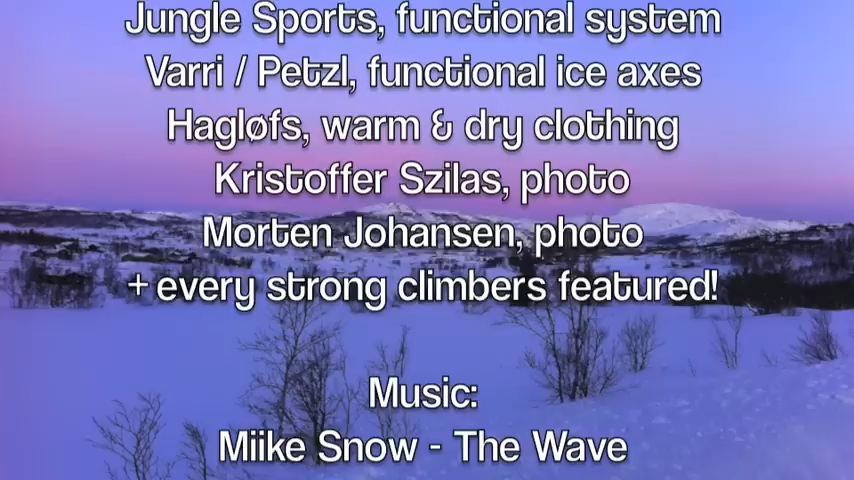 Jungle Sports, functional system
Varri / Petzl, functional ice axes
Hagløfs, warm & dry clothing
Kristoffer Szilas, photo
Morten Johansen, photo
+ every strong climbers featured!
Music:
Miike Snow - The Wave